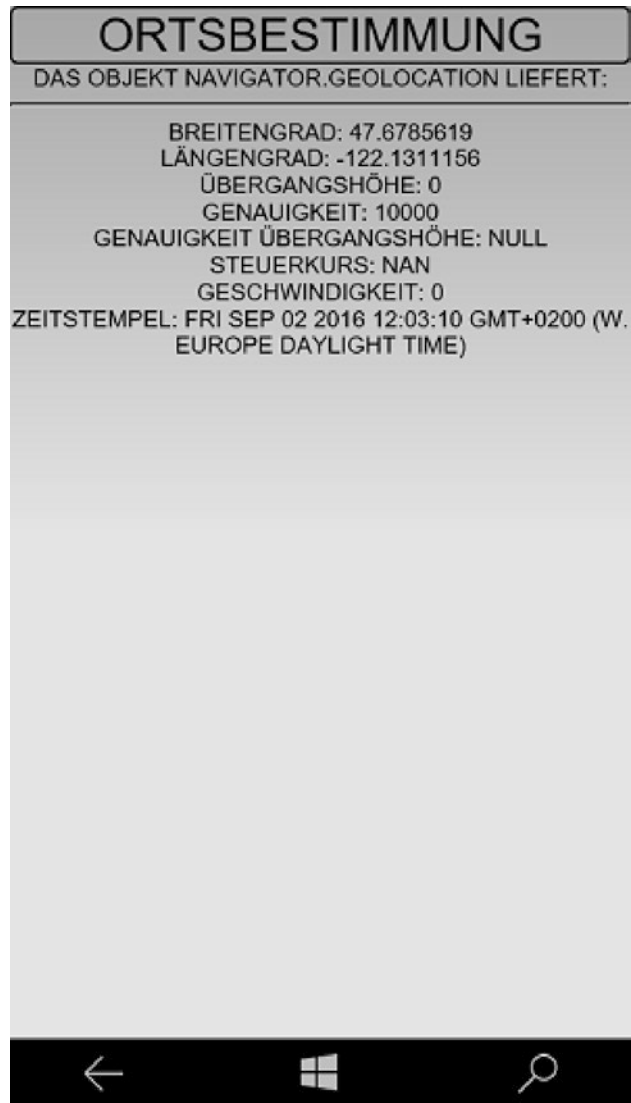 ORTSBESTIMMUNG
DAS OBJEKT NAVIGATOR.GEOLOCATION LIEFERT:
BREITENGRAD: 47.6785619
LÄNGENGRAD: -122.1311156
ÜBERGANGSHÖHE: 0
GENAUIGKEIT: 10000
GENAUIGKEIT ÜBERGANGSHÖHE: NULL
STEUERKURS: NAN
GESCHWINDIGKEIT: 0
ZEITSTEMPEL: FRI SEP 02 2016 12:03:10 GMT+0200 (W.
EUROPE DAYLIGHT TIME)